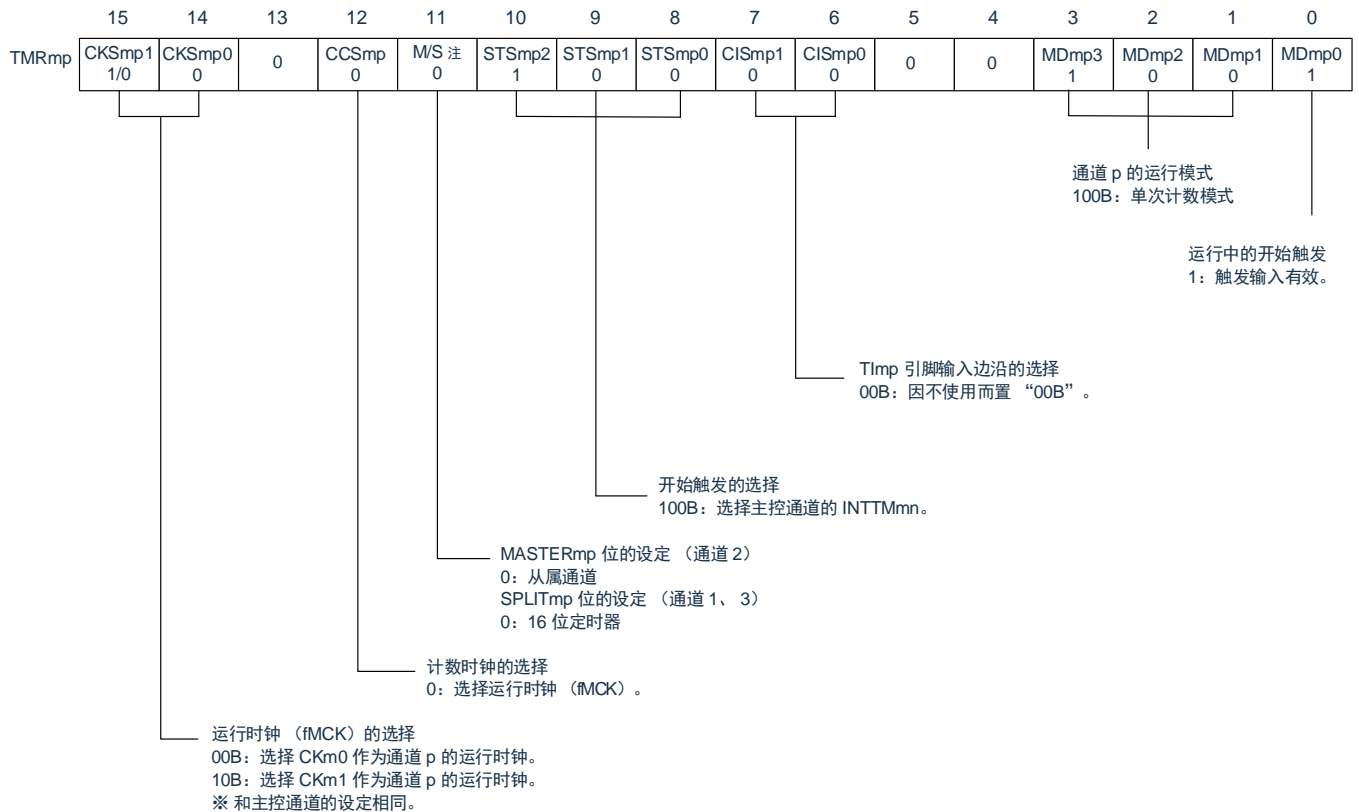 15 14 13 12 11 10 9 8 7 6 5 4 3 2 1 0
TMRmp CKSmp1 CKSmp0 0 CCSmp M/S 注 STSmp2 STSmp1 STSmp0 CISmp1 CISmp0 0 0 MDmp3 MDmp2 MDmp1 MDmp0
1/0 0 0 0 1 0 0 0 0 1 0 0 1
通道 p 的运行模式
100B：单次计数模式
运行中的开始触发
1：触发输入有效。
TImp 引脚输入边沿的选择
00B：因不使用而置 “00B”。
开始触发的选择
100B：选择主控通道的 INTTMmn。
MASTERmp 位的设定 （通道 2）
0：从属通道
SPLITmp 位的设定 （通道 1、 3）
0：16 位定时器
计数时钟的选择
0：选择运行时钟 （fMCK）。
运行时钟 （fMCK）的选择
00B：选择 CKm0 作为通道 p 的运行时钟。
10B：选择 CKm1 作为通道 p 的运行时钟。
※ 和主控通道的设定相同。